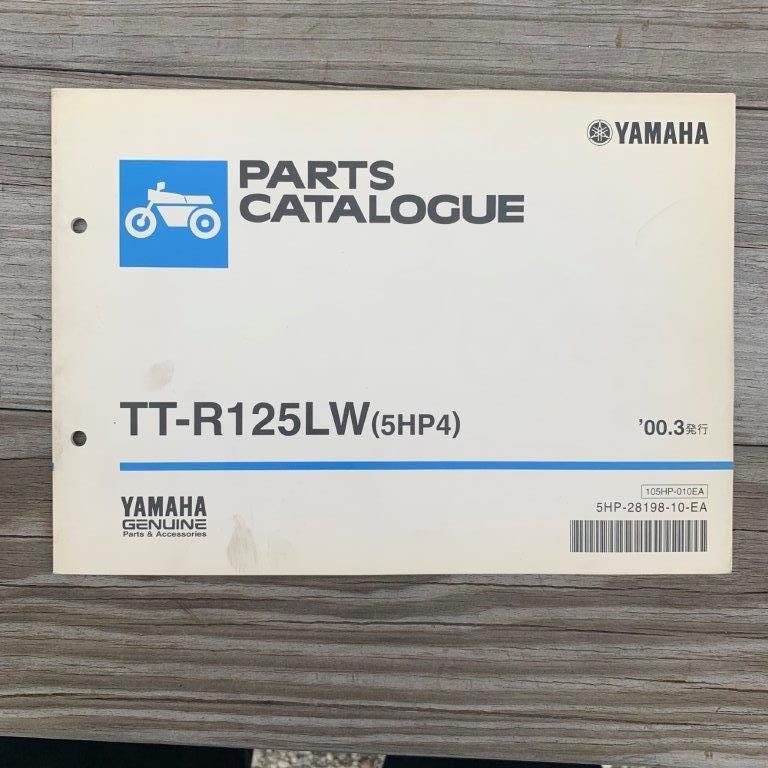 YAMAHA
PARTS
CATALOGUE
TT-R125LW(5HP4)
'00.3発行
105HP-010EA
5HP-28198-10-EA
YAMAHA
GENUINE
Parts & Accessories